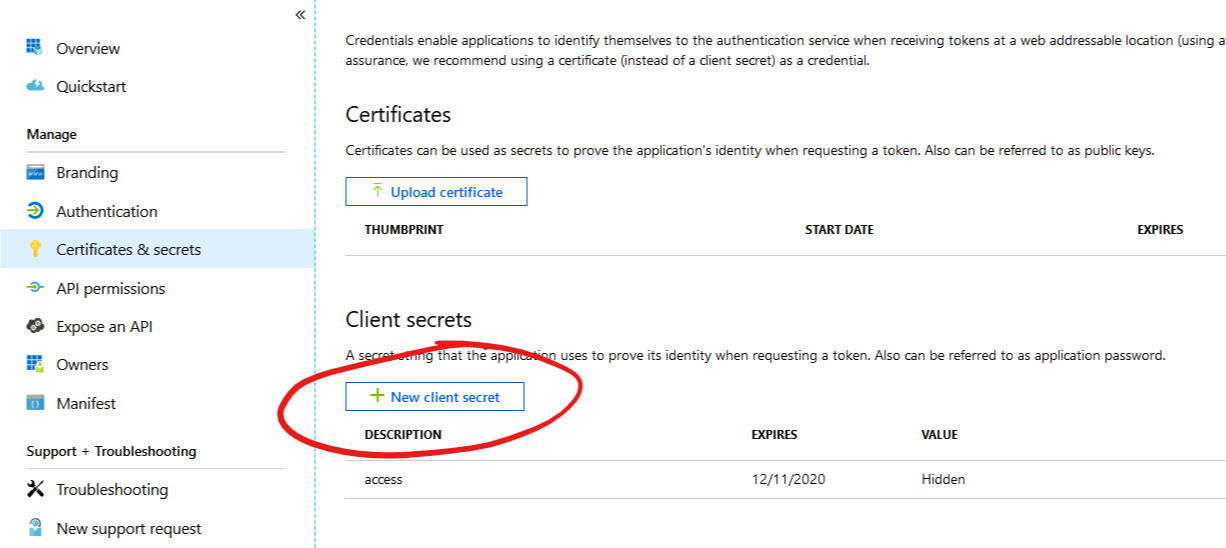 «
Overview
Quickstart
Manage
Branding
Authentication
Certificates & secrets
API permissions
Expose an API
Owners
Manifest
Support + Troubleshooting
Troubleshooting
New support request
Credentials enable applications to identify themselves to the authentication service when receiving tokens at a web addressable location (using a
assurance, we recommend using a certificate (instead of a client secret) as a credential.
Certificates
Certificates can be used as secrets to prove the application's identity when requesting a token. Also can be referred to as public keys.
Upload certificate
THUMBPRINT START DATE EXPIRES
Client secrets
A secret string that the application uses to prove its identity when requesting a token. Also can be referred to as application password.
New client secret
DESCRIPTION EXPIRES VALUE
access 12/11/2020 Hidden